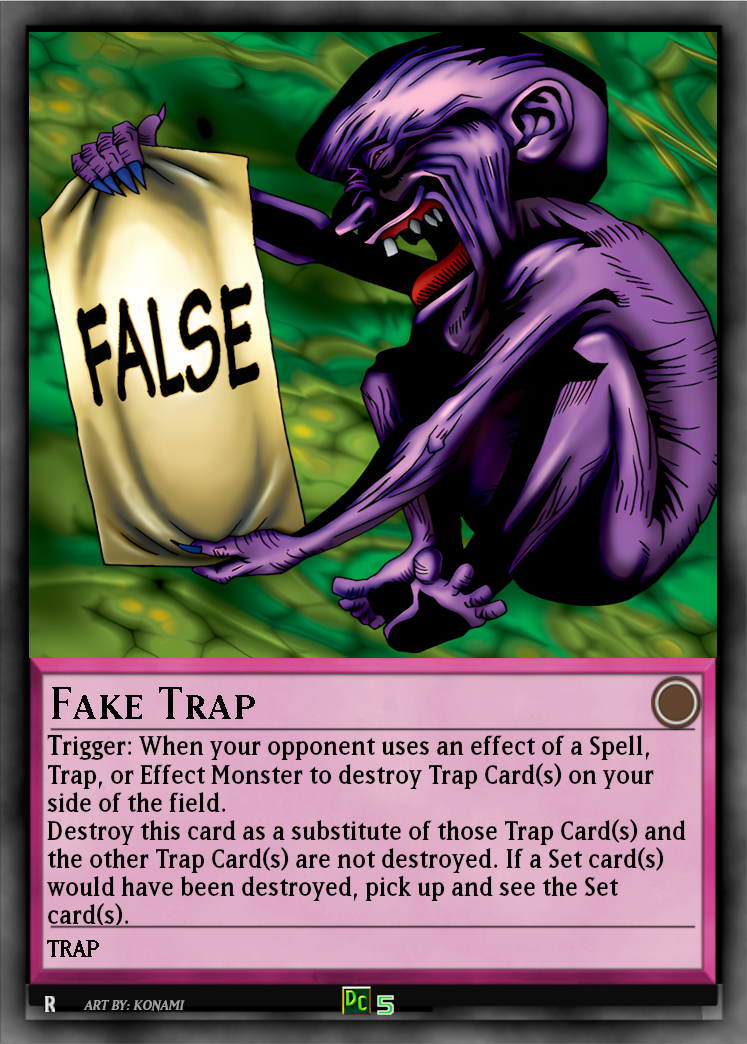 FALSE
Fake Trap
Trigger: When your opponent uses an effect of a Spell,
Trap, or Effect Monster to destroy Trap Card(s) on your
side of the field.
Destroy this card as a substitute of those Trap Card(s) and
the other Trap Card(s) are not destroyed. If a Set card(s)
would have been destroyed, pick up and see the Set
card(s).
TRAP
R ART BY: KONAMI DC 5